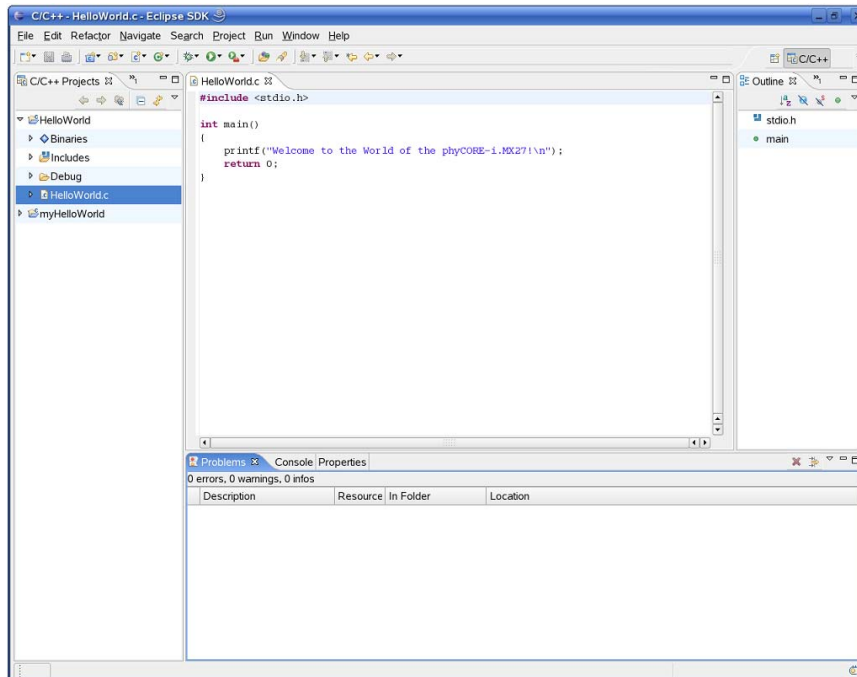 C/C++ - HelloWorld.c - Eclipse SDK
File Edit Refactor Navigate Search Project Run Window Help
C/C++
C/C++ Projects
HelloWorld
Binaries
Includes
Debug
HelloWorld.c
myHelloWorld
HelloWorld.c
#include <stdio.h>
int main()
{
printf("Welcome to the World of the phyCORE-i.MX27!\n");
return 0;
}
Outline
stdio.h
main
Problems Console Properties
0 errors, 0 warnings, 0 infos
Description Resource In Folder Location